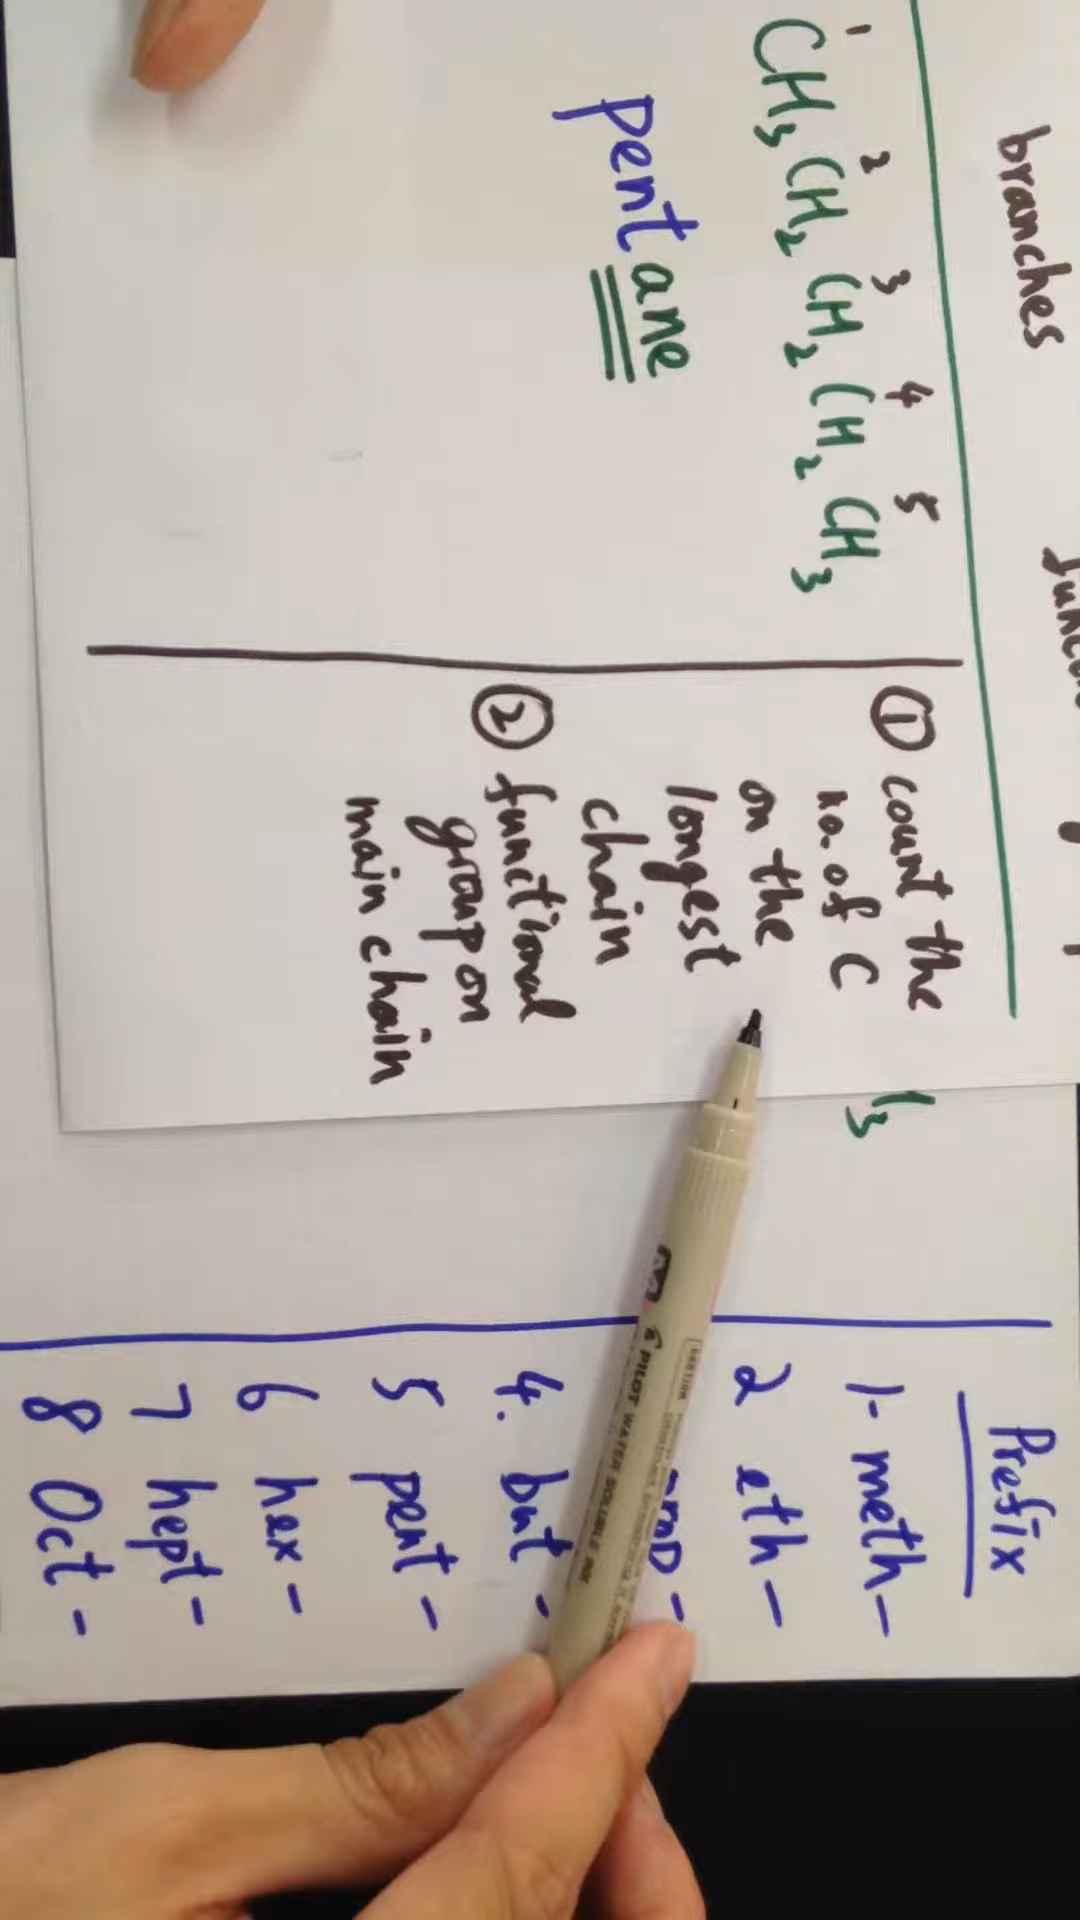 branches
1 2 3 4 5
CH3CH2CH2CH2CH3
pentane
① count the
no. of C
on the
longest
chain
② functional
group on
main chain
3
Prefix
1- meth-
2 eth-
4. but-
5 pent-
6 hex-
7 hept-
8 Oct-
PILOT WATER SOLUBLE INK